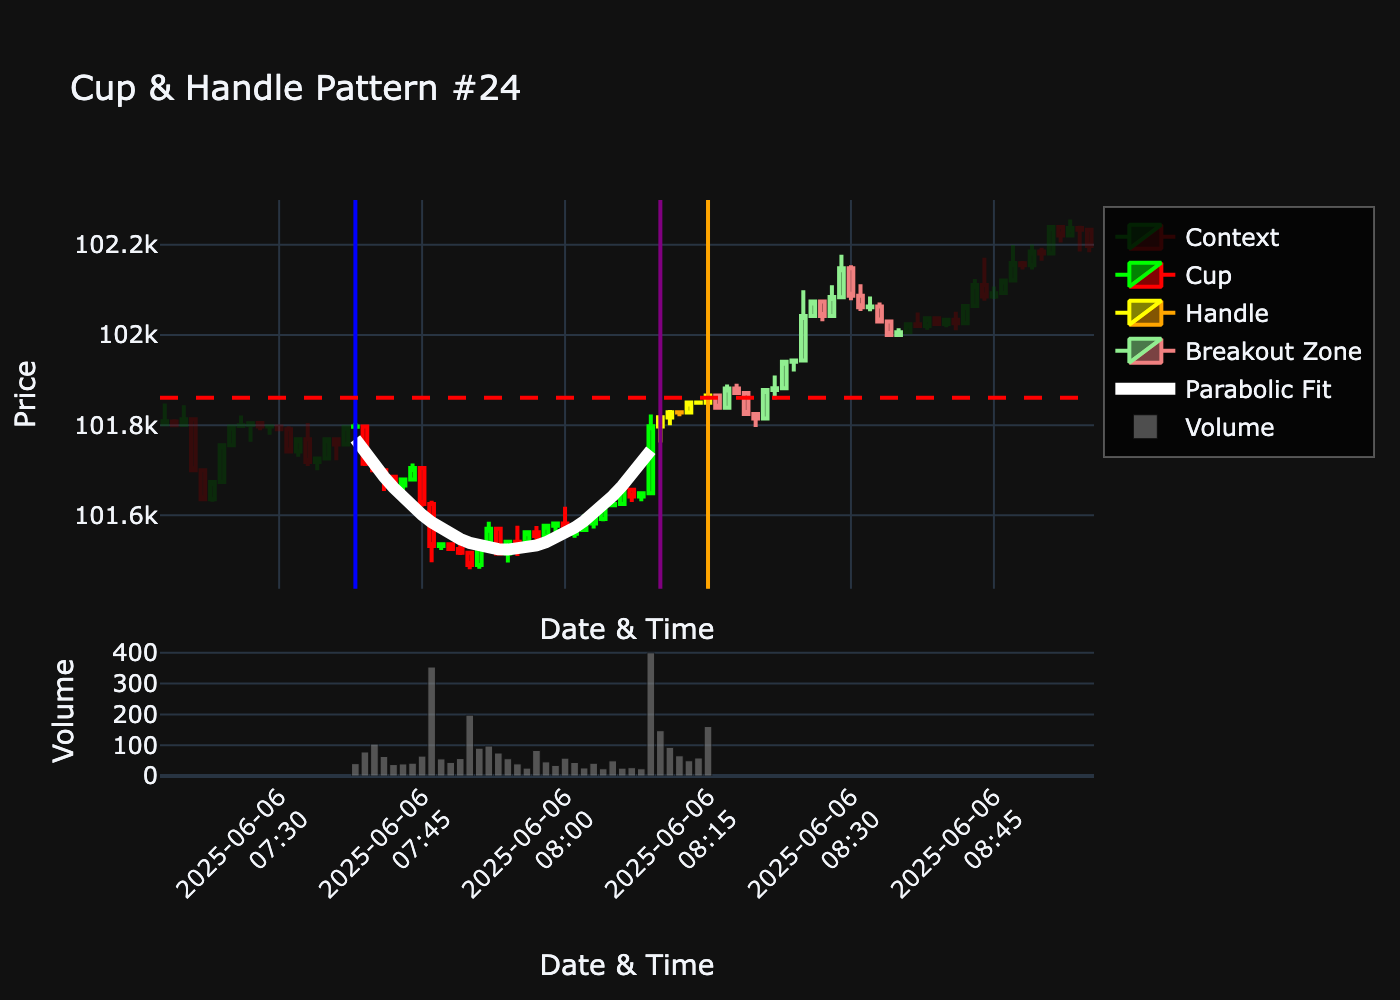 Cup & Handle Pattern #24
Price
102.2k
102k
101.8k
101.6k
Context
Cup
Handle
Breakout Zone
Parabolic Fit
Volume
Date & Time
Volume
400
300
200
100
0
2025-06-06
07:30
2025-06-06
07:45
2025-06-06
08:00
2025-06-06
08:15
2025-06-06
08:30
2025-06-06
08:45
Date & Time